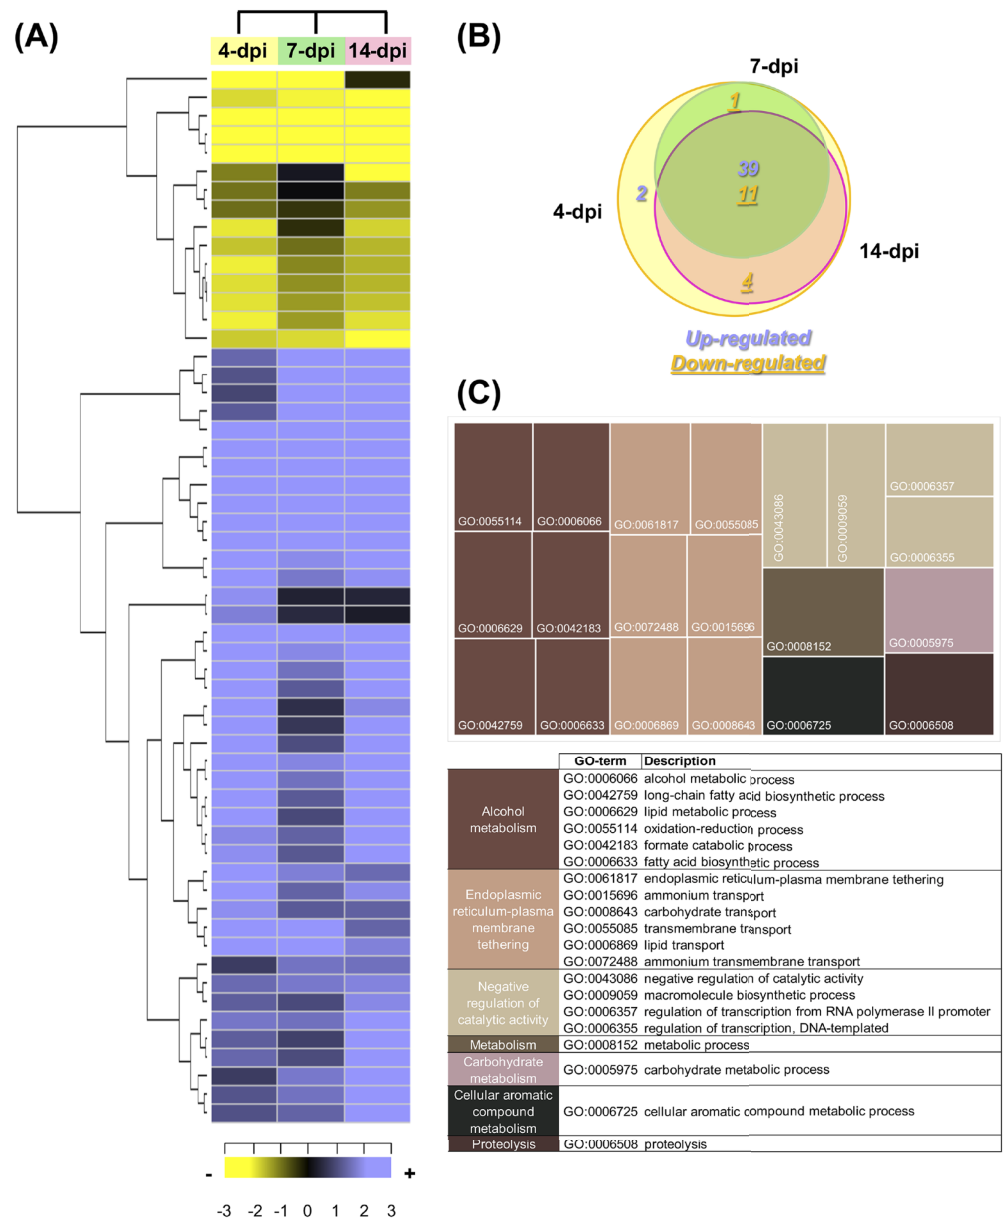 (A)
4-dpi 7-dpi 14-dpi
- +
-3 -2 -1 0 1 2 3
(B)
7-dpi
1
39
2
11
4-dpi
14-dpi
4
Up-regulated
Down-regulated
(C)
GO:0055114 GO:0006066 GO:0061817 GO:0055085 GO:0043086 GO:0009059 GO:0006357
GO:0006355
GO:0006629 GO:0042183 GO:0072488 GO:0015696 GO:0008152 GO:0005975
GO:0042759 GO:0006633 GO:0006869 GO:0008643 GO:0006725 GO:0006508
GO-term Description
Alcohol
metabolism
GO:0006066 alcohol metabolic process
GO:0042759 long-chain fatty acid biosynthetic process
GO:0006629 lipid metabolic process
GO:0055114 oxidation-reduction process
GO:0042183 formate catabolic process
GO:0006633 fatty acid biosynthetic process
Endoplasmic
reticulum-plasma
membrane
tethering
GO:0061817 endoplasmic reticulum-plasma membrane tethering
GO:0015696 ammonium transport
GO:0008643 carbohydrate transport
GO:0055085 transmembrane transport
GO:0006869 lipid transport
GO:0072488 ammonium transmembrane transport
Negative
regulation of
catalytic activity
GO:0043086 negative regulation of catalytic activity
GO:0009059 macromolecule biosynthetic process
GO:0006357 regulation of transcription from RNA polymerase II promoter
GO:0006355 regulation of transcription, DNA-templated
Metabolism GO:0008152 metabolic process
Carbohydrate
metabolism
GO:0005975 carbohydrate metabolic process
Cellular aromatic
compound
metabolism
GO:0006725 cellular aromatic compound metabolic process
Proteolysis GO:0006508 proteolysis